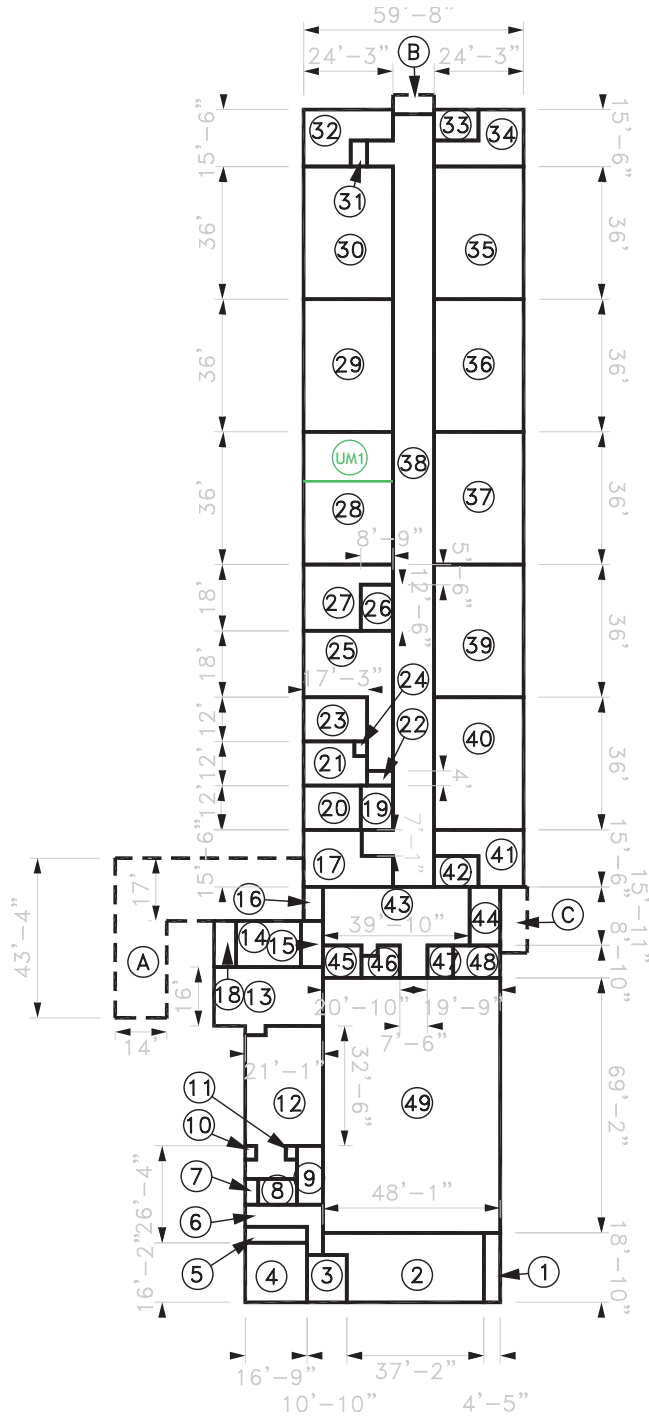 59'-8"
24'-3" B 24'-3"
32 33 34
15'-6" 15'-6"
31
36' 30 35 36'
36' 29 36 36'
UM1 38
36' 28 37 36'
8'-9" 5'-6"
18' 27 26 12'-6"
25 39 36'
18' 17'-3" 24
12' 23 22 40
12' 21 4' 36'
12' 20 19
7'-1"
15'-6" 17 41 15'-6"
42
16 43 15'-11"
17' 44 C
39'-10"
43'-4" A 14 15 8'-10"
45 46 47 48
18 13
16' 20'-10" 19'-9"
14' 7'-6"
21'-1" 32'-6"
11 12 49 69'-2"
10
7 8 9
26'-4" 48'-1"
6
5 18'-10"
16'-2" 4 3 2 1
16'-9" 37'-2"
10'-10" 4'-5"